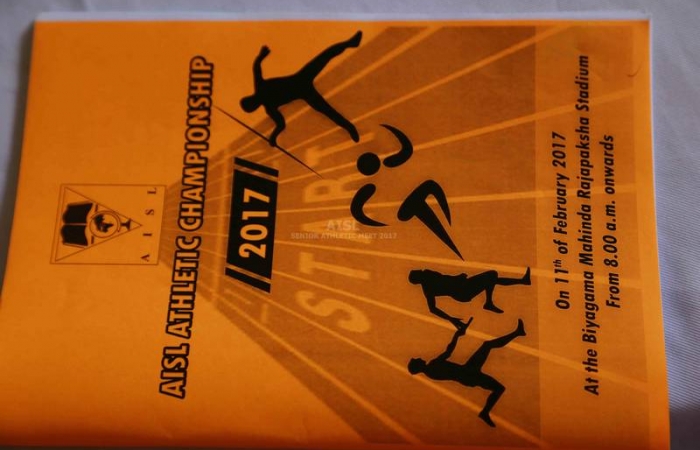 A I S L
AISL ATHLETIC CHAMPIONSHIP
2017
START
AISL
SENIOR ATHLETIC MEET 2017
On 11th of February 2017
At the Biyagama Mahinda Rajapaksha Stadium
From 8.00 a.m. onwards